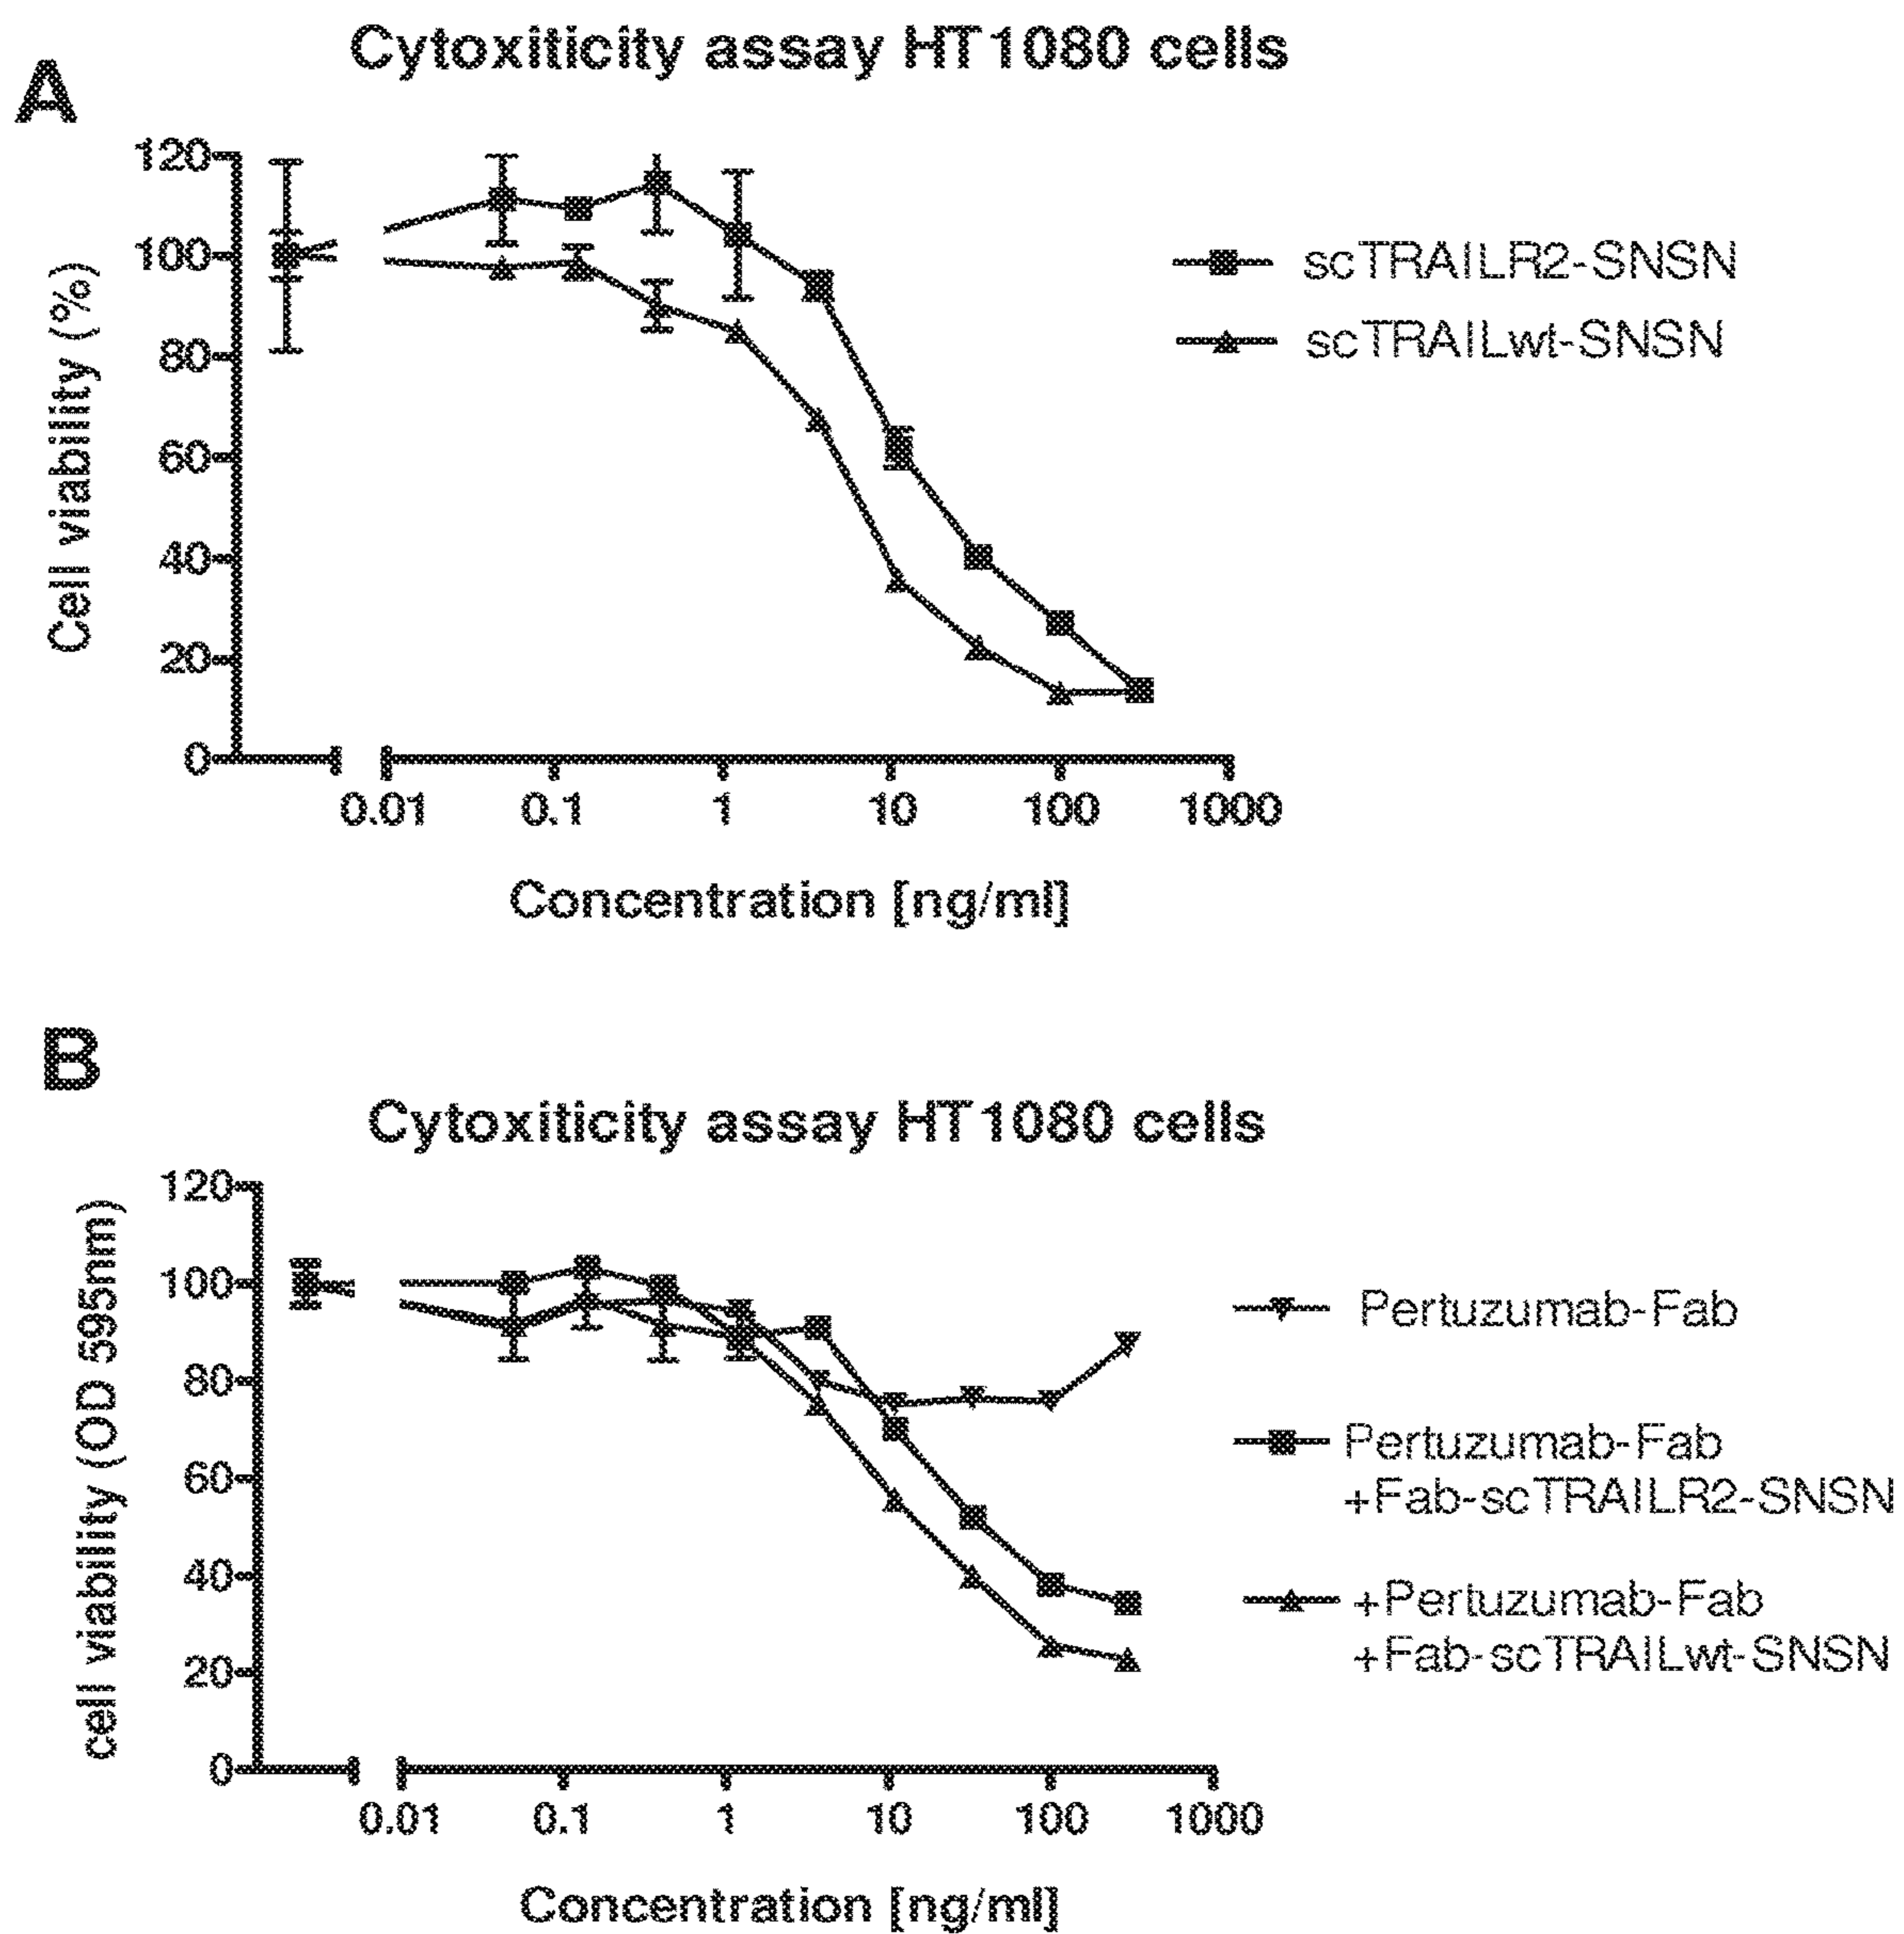 A
Cytoxiticity assay HT1080 cells
120
100
80
60
40
20
0
Cell viability (%)
0.01 0.1 1 10 100 1000
Concentration [ng/ml]
scTRAILR2-SNSN
scTRAILwt-SNSN
B
Cytoxiticity assay HT1080 cells
120
100
80
60
40
20
0
cell viability (OD 595nm)
0.01 0.1 1 10 100 1000
Concentration [ng/ml]
Pertuzumab-Fab
Pertuzumab-Fab
+Fab-scTRAILR2-SNSN
+Pertuzumab-Fab
+Fab-scTRAILwt-SNSN